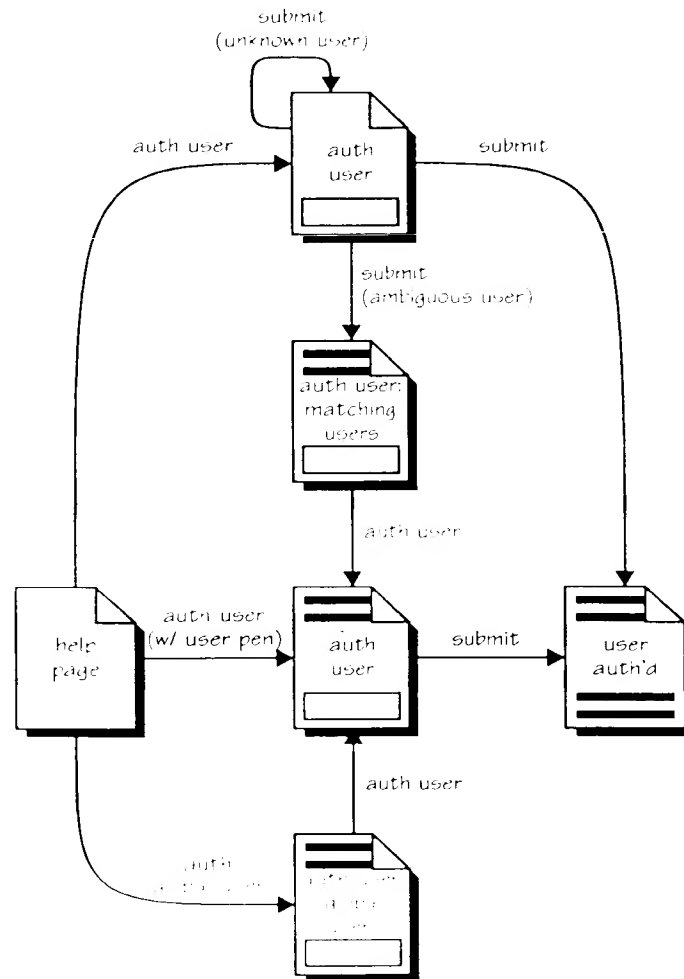 submit
(unknown user)
auth user
auth
user
submit
submit
(ambiguous user)
auth user:
matching
users
auth user
help
page
auth user
(w/ user pen)
auth
user
submit
user
auth'd
auth user
auth
user